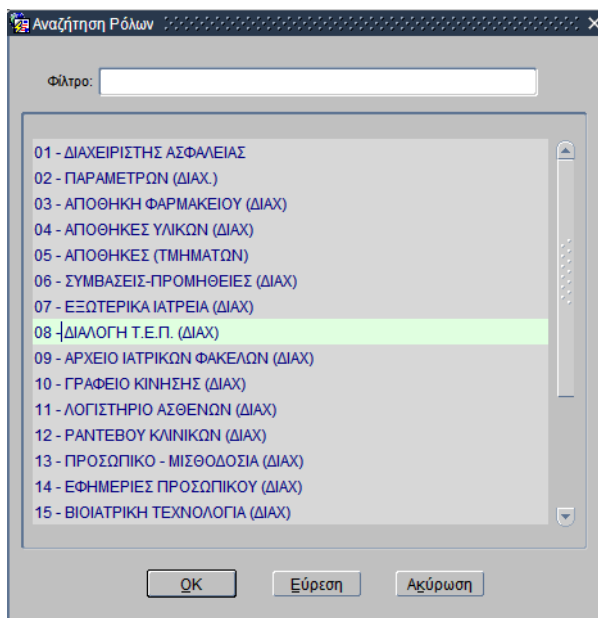 Αναζήτηση Ρόλων
Φίλτρο:
01 - ΔΙΑΧΕΙΡΙΣΤΗΣ ΑΣΦΑΛΕΙΑΣ
02 - ΠΑΡΑΜΕΤΡΩΝ (ΔΙΑΧ.)
03 - ΑΠΟΘΗΚΗ ΦΑΡΜΑΚΕΙΟΥ (ΔΙΑΧ)
04 - ΑΠΟΘΗΚΕΣ ΥΛΙΚΩΝ (ΔΙΑΧ)
05 - ΑΠΟΘΗΚΕΣ (ΤΜΗΜΑΤΩΝ)
06 - ΣΥΜΒΑΣΕΙΣ-ΠΡΟΜΗΘΕΙΕΣ (ΔΙΑΧ)
07 - ΕΞΩΤΕΡΙΚΑ ΙΑΤΡΕΙΑ (ΔΙΑΧ)
08 - ΔΙΑΛΟΓΗ Τ.Ε.Π. (ΔΙΑΧ)
09 - ΑΡΧΕΙΟ ΙΑΤΡΙΚΩΝ ΦΑΚΕΛΩΝ (ΔΙΑΧ)
10 - ΓΡΑΦΕΙΟ ΚΙΝΗΣΗΣ (ΔΙΑΧ)
11 - ΛΟΓΙΣΤΗΡΙΟ ΑΣΘΕΝΩΝ (ΔΙΑΧ)
12 - ΡΑΝΤΕΒΟΥ ΚΛΙΝΙΚΩΝ (ΔΙΑΧ)
13 - ΠΡΟΣΩΠΙΚΟ - ΜΙΣΘΟΔΟΣΙΑ (ΔΙΑΧ)
14 - ΕΦΗΜΕΡΙΕΣ ΠΡΟΣΩΠΙΚΟΥ (ΔΙΑΧ)
15 - ΒΙΟΙΑΤΡΙΚΗ ΤΕΧΝΟΛΟΓΙΑ (ΔΙΑΧ)
OK Εύρεση Ακύρωση